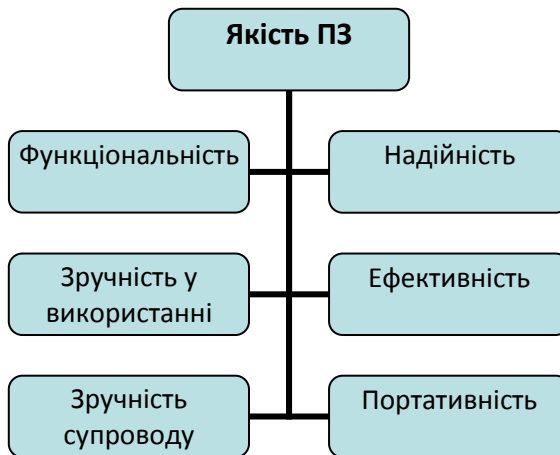 Якість ПЗ
Функціональність
Надійність
Зручність у
використанні
Ефективність
Зручність
супроводу
Портативність